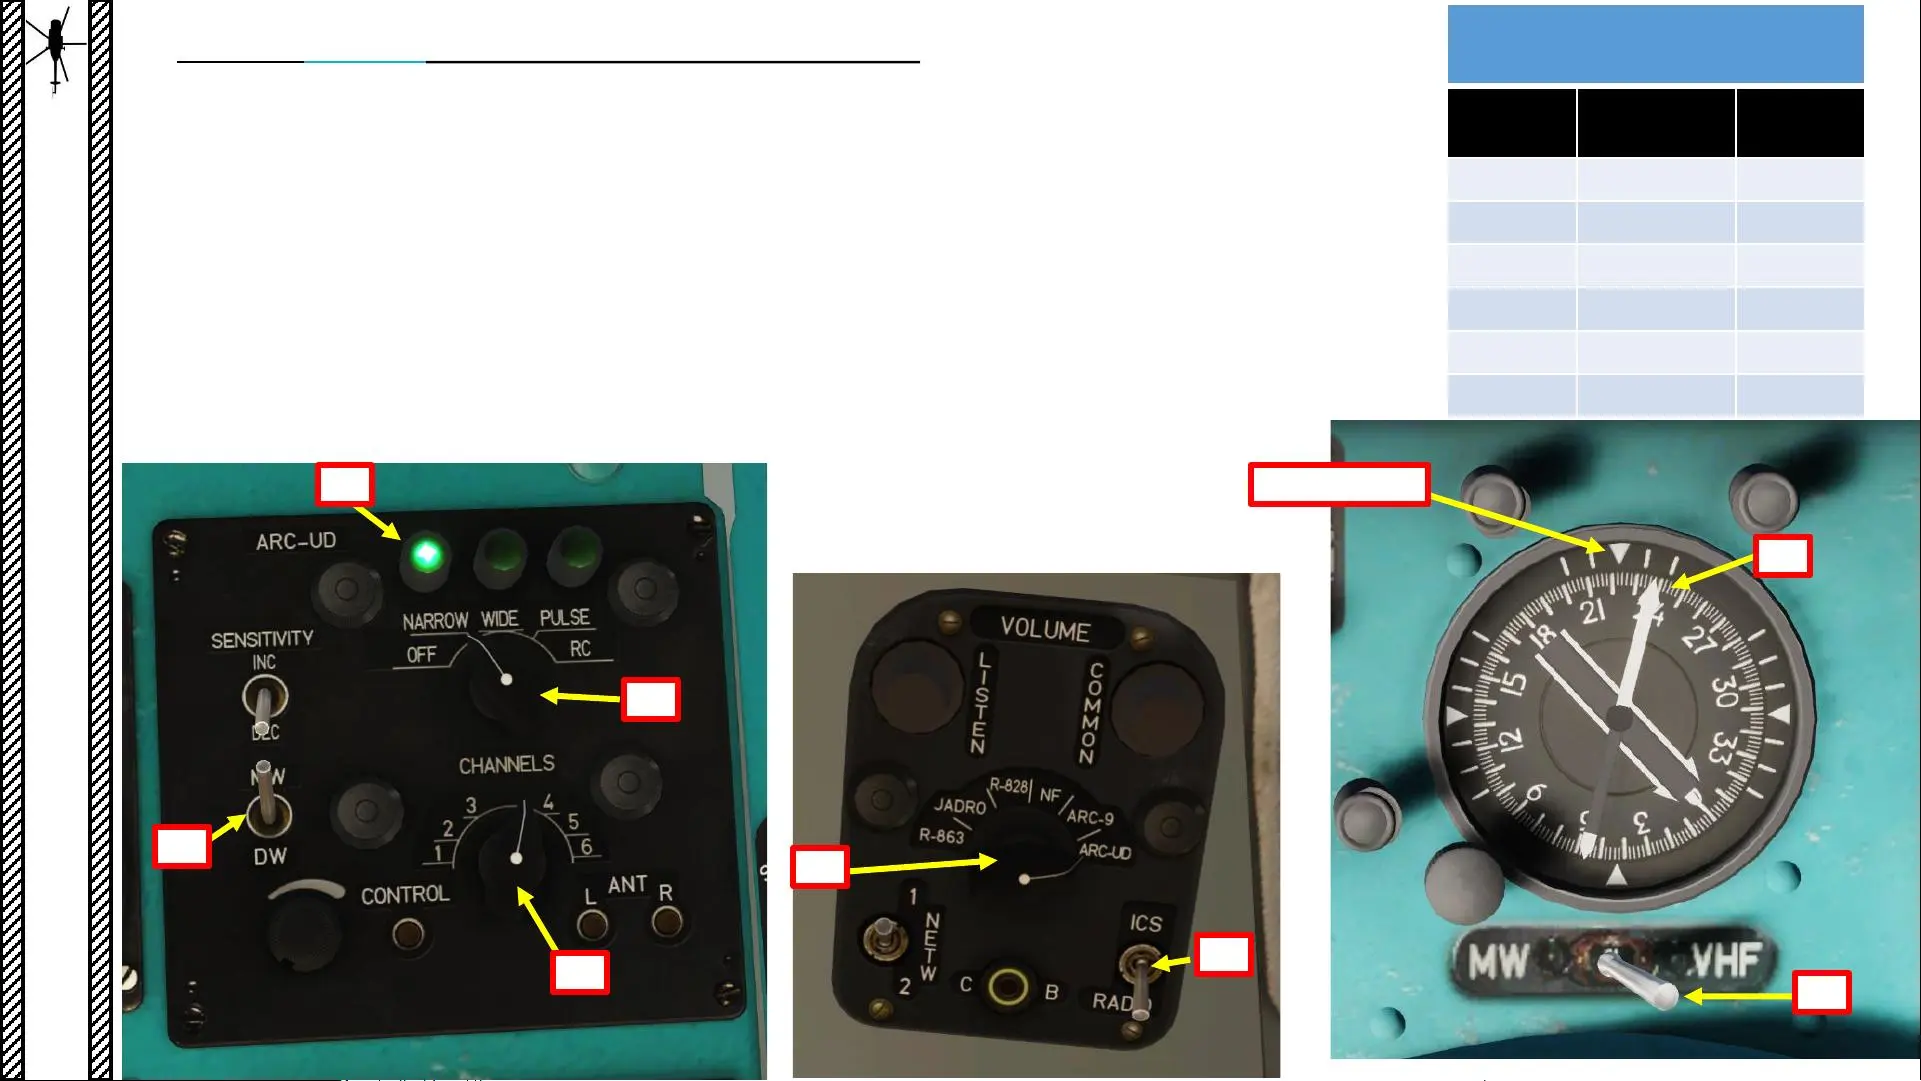 ARC-UD
NARROW WIDE PULSE
OFF RC
SENSITIVITY
INC
DEC
MW
DW
CHANNELS
1 2 3 4 5 6
CONTROL
L ANT R
VOLUME
LISTEN
COMMON
R-863 JADRO R-828 NF ARC-9 ARC-UD
1
NETW
2
C B
ICS
RADIO
21 24 27 30 33 3 6 12 15 18
MW VHF